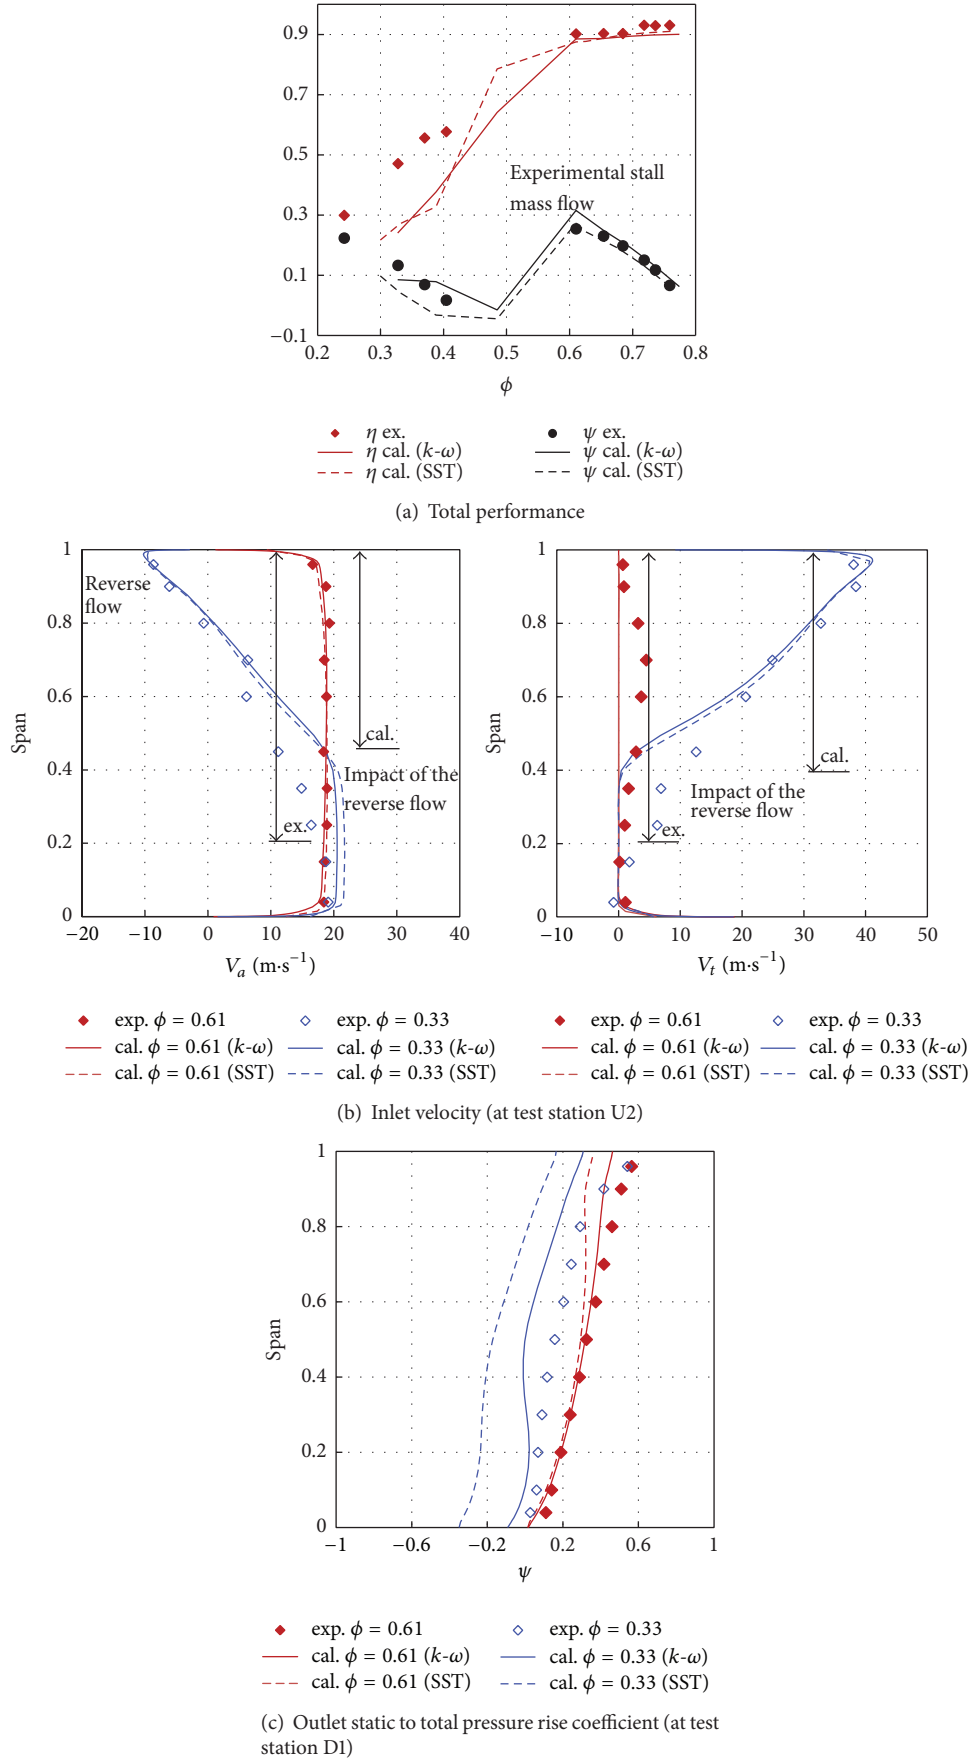 0.9
0.7
0.5
0.3
0.1
−0.1
Experimental stall
mass flow
0.2 0.3 0.4 0.5 0.6 0.7 0.8
ϕ
η ex.
η cal. (k-ω)
η cal. (SST)
ψ ex.
ψ cal. (k-ω)
ψ cal. (SST)
(a) Total performance
Span
1
0.8
0.6
0.4
0.2
0
Reverse
flow
cal.
Impact of the
reverse flow
ex.
−20 −10 0 10 20 30 40
Va (m·s−1)
Span
1
0.8
0.6
0.4
0.2
0
cal.
Impact of the
reverse flow
ex.
−10 0 10 20 30 40 50
Vt (m·s−1)
exp. ϕ = 0.61
cal. ϕ = 0.61 (k-ω)
cal. ϕ = 0.61 (SST)
exp. ϕ = 0.33
cal. ϕ = 0.33 (k-ω)
cal. ϕ = 0.33 (SST)
exp. ϕ = 0.61
cal. ϕ = 0.61 (k-ω)
cal. ϕ = 0.61 (SST)
exp. ϕ = 0.33
cal. ϕ = 0.33 (k-ω)
cal. ϕ = 0.33 (SST)
(b) Inlet velocity (at test station U2)
Span
1
0.8
0.6
0.4
0.2
0
−1 −0.6 −0.2 0.2 0.6 1
ψ
exp. ϕ = 0.61
cal. ϕ = 0.61 (k-ω)
cal. ϕ = 0.61 (SST)
exp. ϕ = 0.33
cal. ϕ = 0.33 (k-ω)
cal. ϕ = 0.33 (SST)
(c) Outlet static to total pressure rise coefficient (at test
station D1)